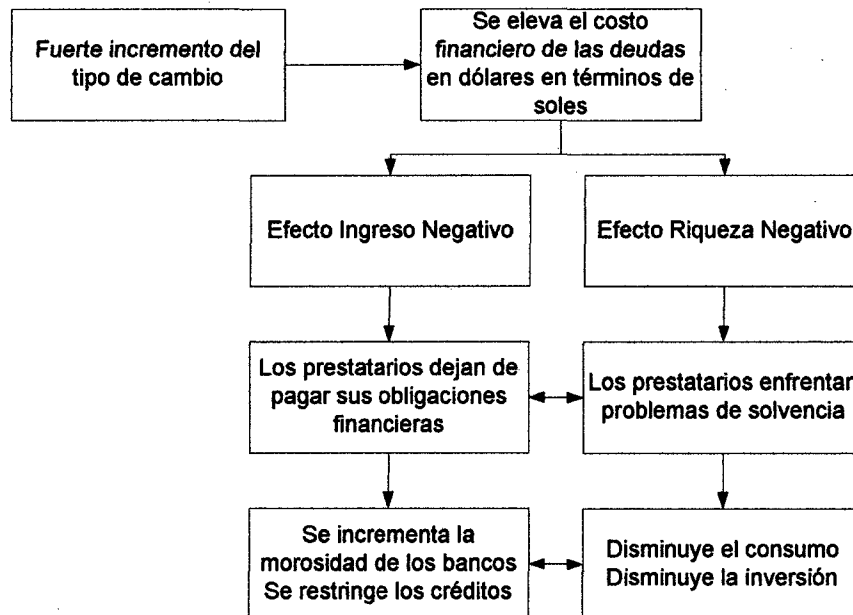 Fuerte incremento del
tipo de cambio
Se eleva el costo
financiero de las deudas
en dólares en términos de
soles
Efecto Ingreso Negativo
Efecto Riqueza Negativo
Los prestatarios dejan de
pagar sus obligaciones
financieras
Los prestatarios enfrentan
problemas de solvencia
Se incrementa la
morosidad de los bancos
Se restringe los créditos
Disminuye el consumo
Disminuye la inversión